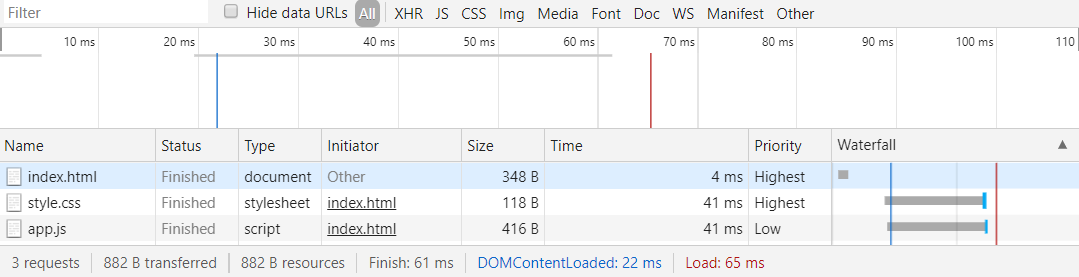 Filter Hide data URLs All XHR JS CSS Img Media Font Doc WS Manifest Other
10 ms 20 ms 30 ms 40 ms 50 ms 60 ms 70 ms 80 ms 90 ms 100 ms 110
Name Status Type Initiator Size Time Priority Waterfall
index.html Finished document Other 348 B 4 ms Highest
style.css Finished stylesheet index.html 118 B 41 ms Highest
app.js Finished script index.html 416 B 41 ms Low
3 requests 882 B transferred 882 B resources Finish: 61 ms DOMContentLoaded: 22 ms Load: 65 ms